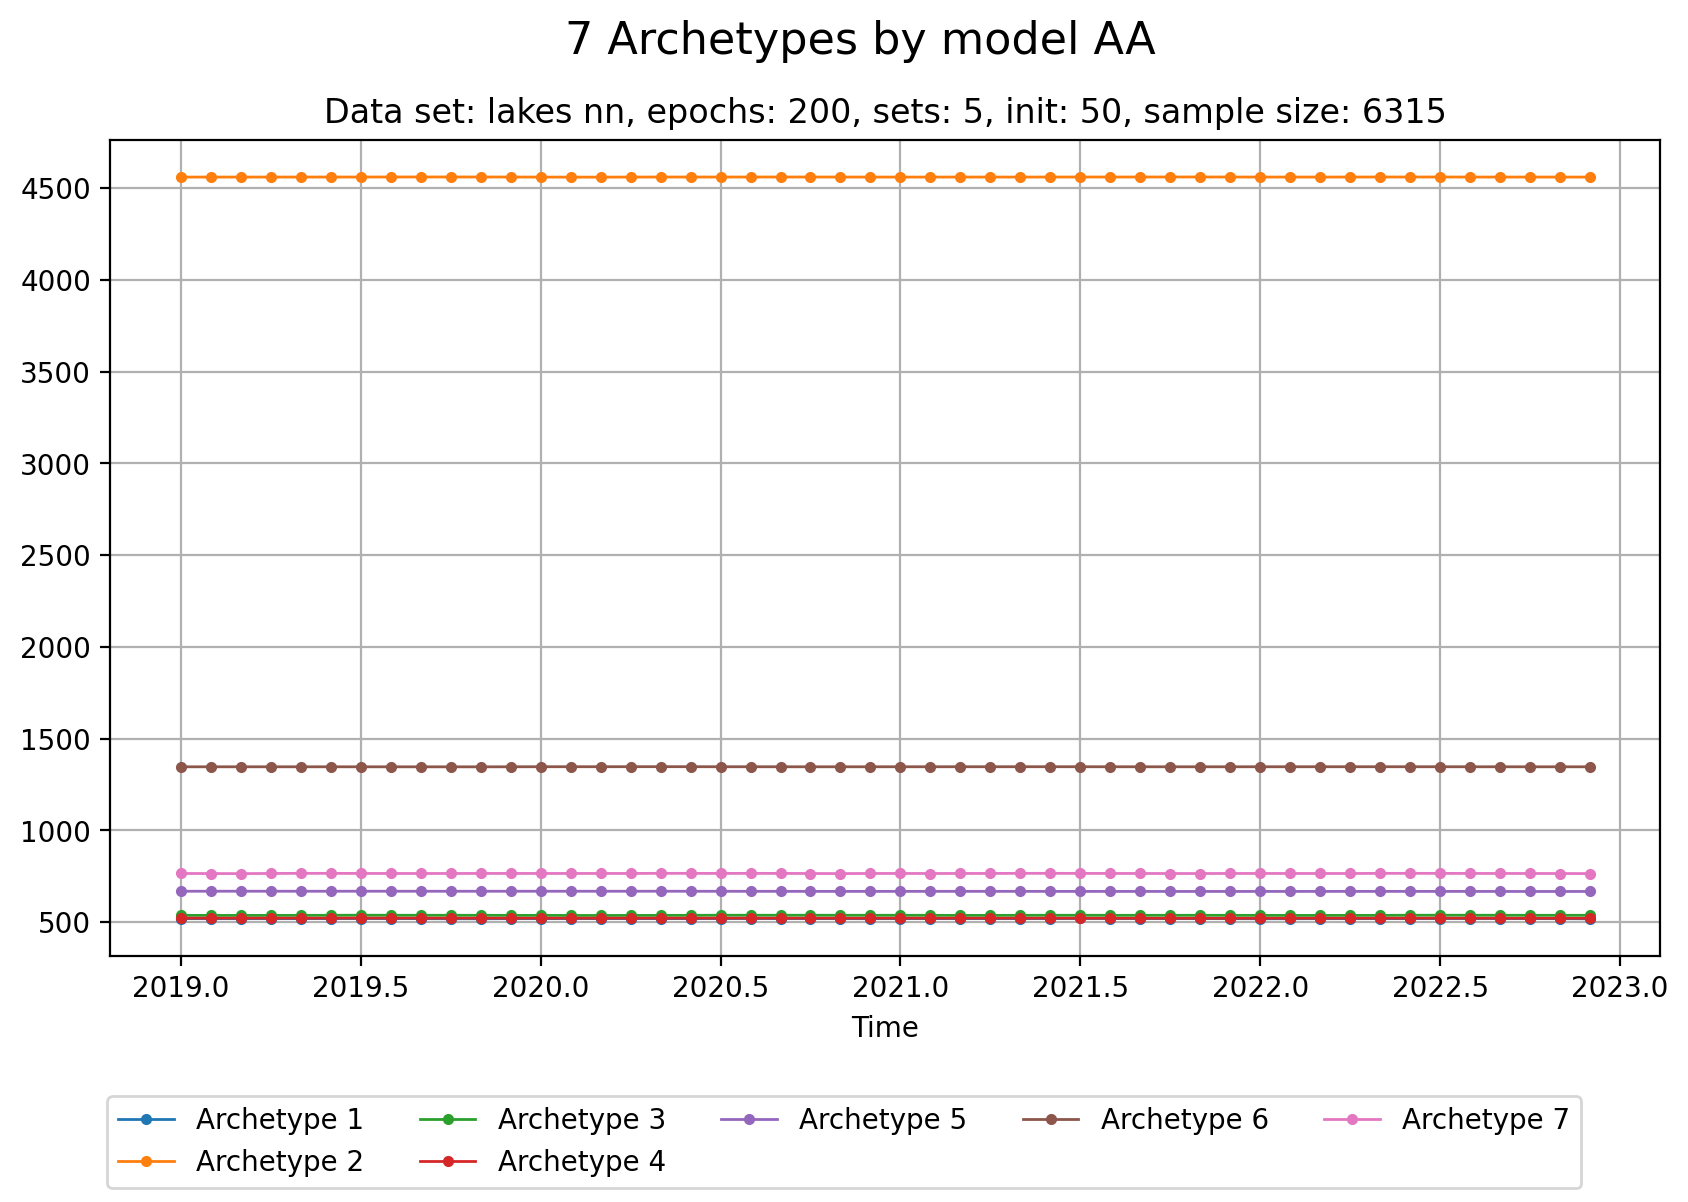 7 Archetypes by model AA
Data set: lakes nn, epochs: 200, sets: 5, init: 50, sample size: 6315
4500
4000
3500
3000
2500
2000
1500
1000
500
2019.0 2019.5 2020.0 2020.5 2021.0 2021.5 2022.0 2022.5 2023.0
Time
Archetype 1 Archetype 3 Archetype 5 Archetype 6 Archetype 7
Archetype 2 Archetype 4